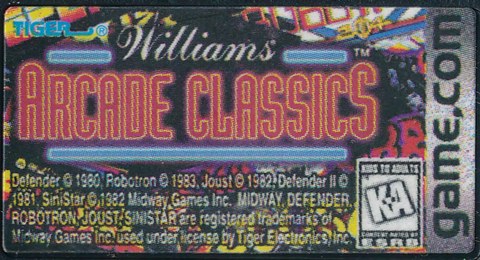 TIGER®
Williams™
ARCADE CLASSICS
game.com
Defender © 1980, Robotron © 1983, Joust © 1982, Defender II ©
1981, SiniStar © 1982 Midway Games Inc. MIDWAY, DEFENDER,
ROBOTRON, JOUST, SINISTAR are registered trademarks of
Midway Games Inc. used under license by Tiger Electronics, Inc.
KIDS TO ADULTS
KA
CONTENT RATED BY
ESRB